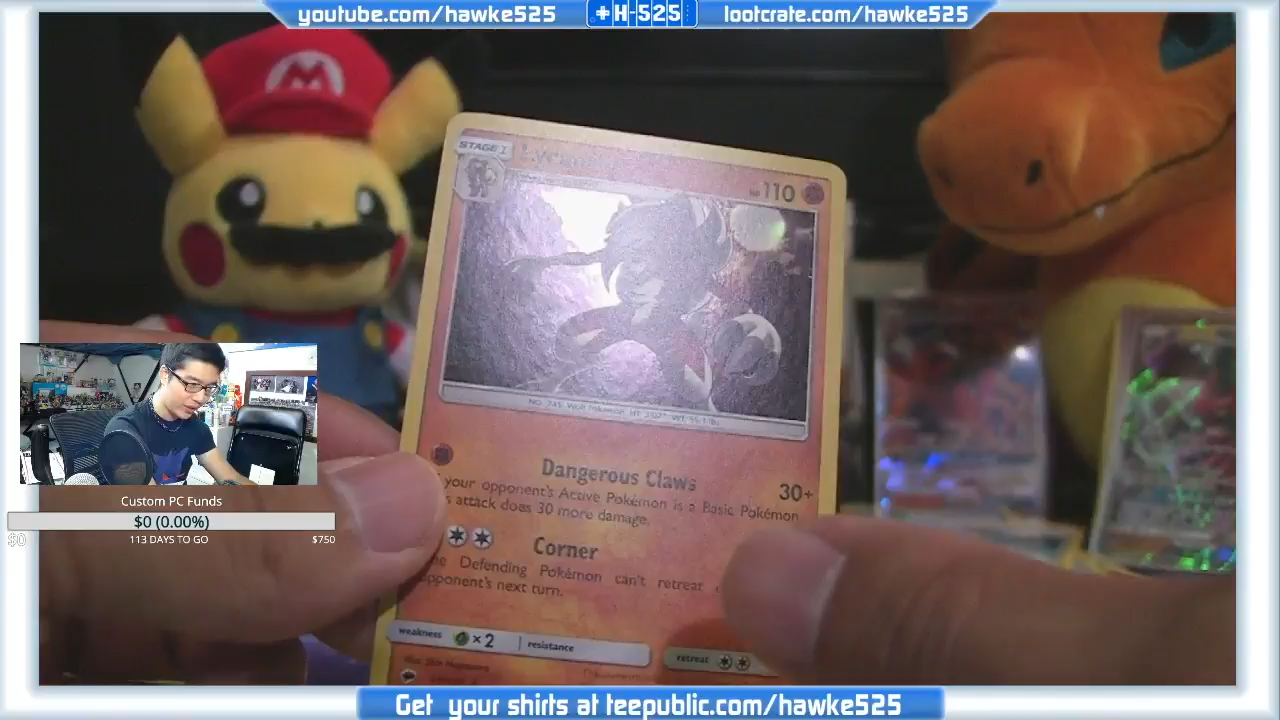 youtube.com/hawke525
+H-525
lootcrate.com/hawke525
M
STAGE 1
HP 110
Dangerous Claws
30+
your opponent's Active Pokémon is a Basic Pokémon
attack does 30 more damage.
Corner
Defending Pokémon can't retreat
opponent's next turn.
weakness
×2
resistance
retreat
Custom PC Funds
$0 (0.00%)
$0
113 DAYS TO GO
$750
Get your shirts at teepublic.com/hawke525